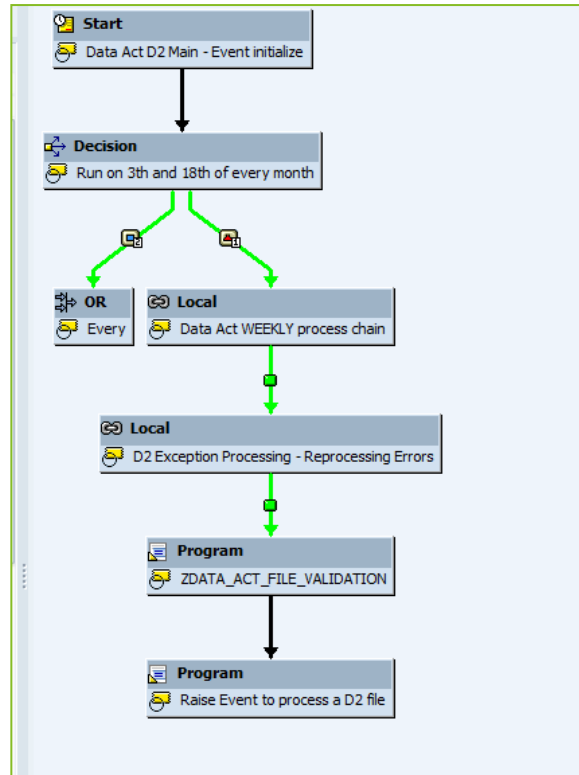 Start
Data Act D2 Main - Event initialize
Decision
Run on 3th and 18th of every month
2
1
OR
Every
Local
Data Act WEEKLY process chain
Local
D2 Exception Processing - Reprocessing Errors
Program
ZDATA_ACT_FILE_VALIDATION
Program
Raise Event to process a D2 file